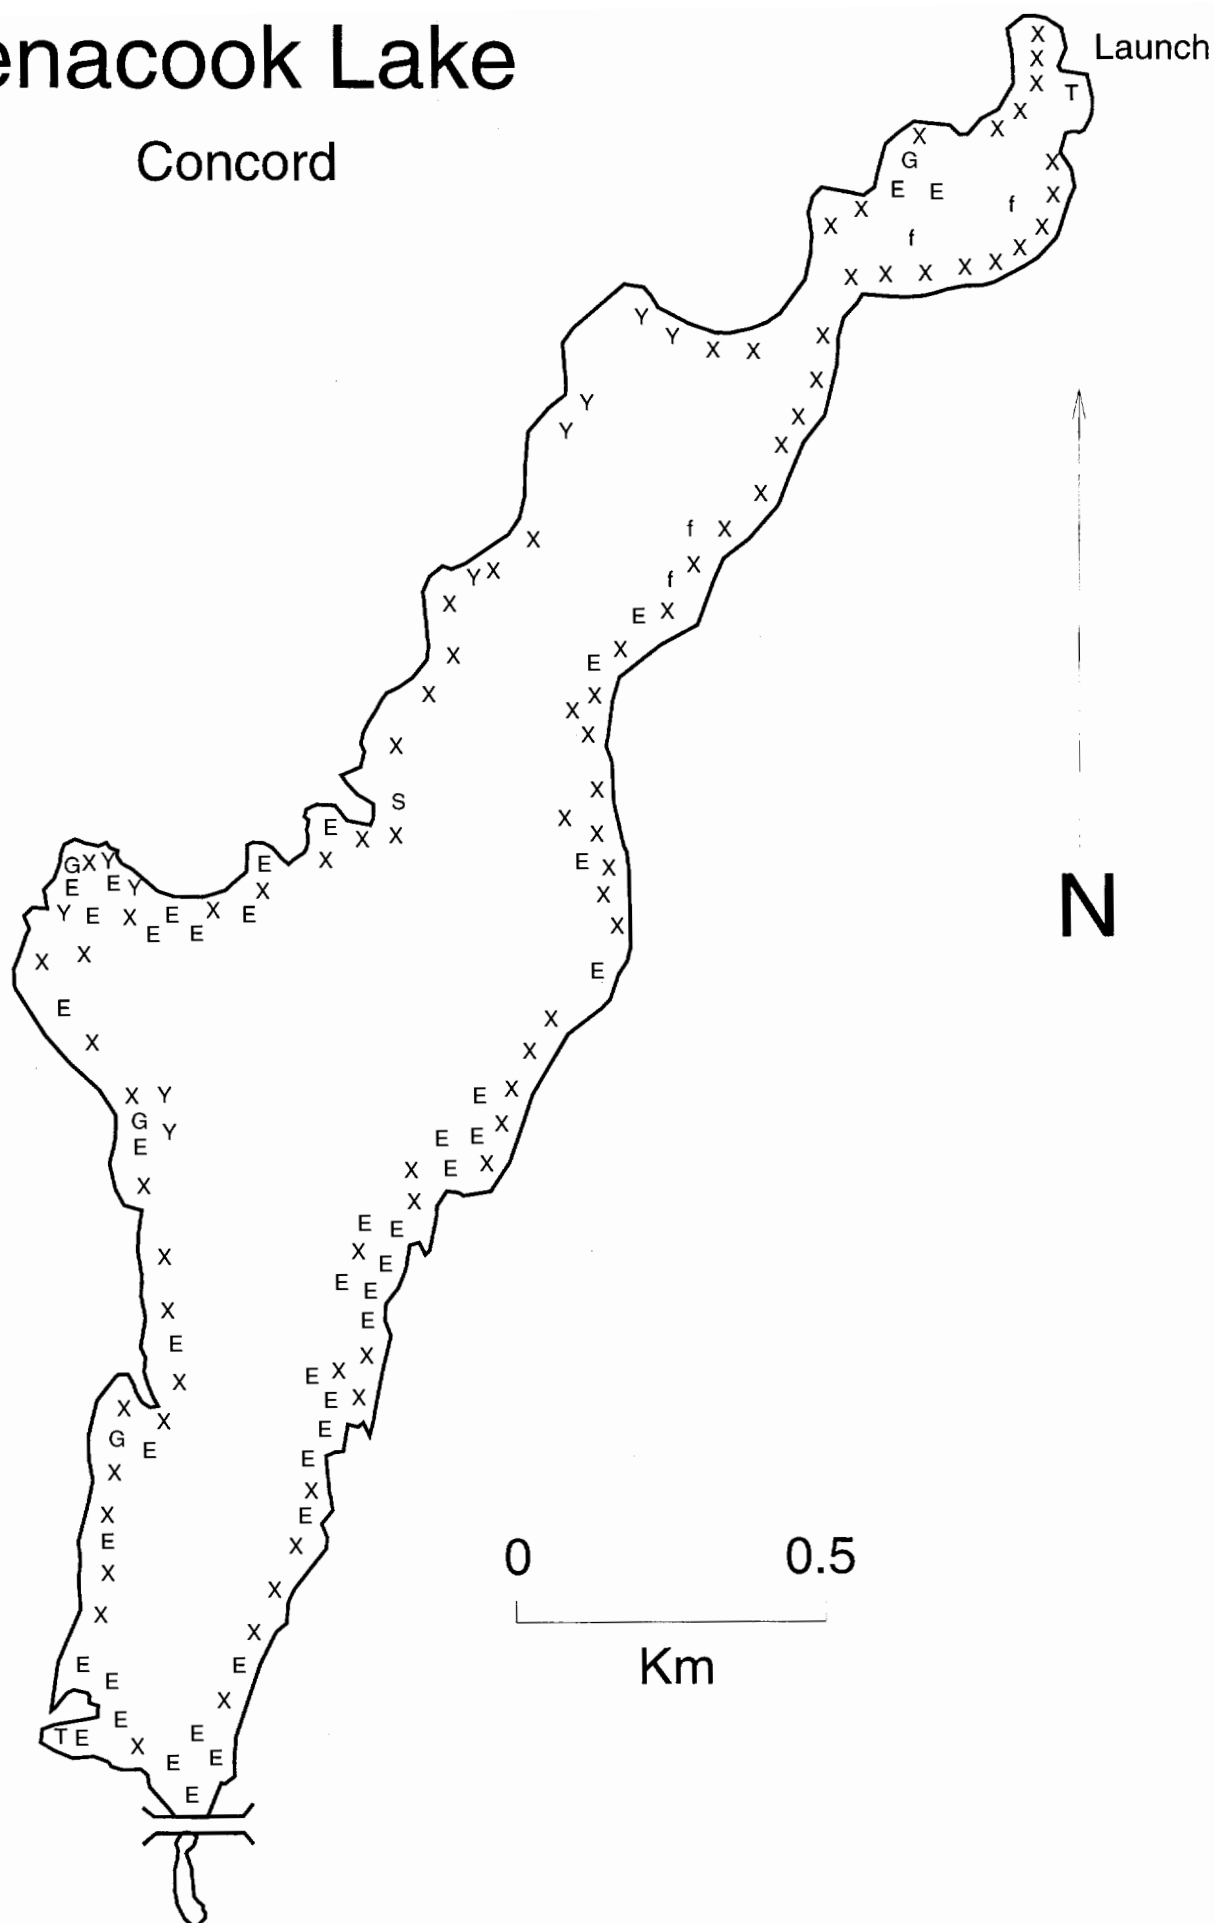 enacook Lake
Concord
Launch
X
X
X T
X
X X
G X
E E X
X f
X f X
X
X X X X X X
Y
Y X X X
X
Y X
Y X
X
f X
X
Y X X
f
X E X
X
X E
X X
X
X X
S X
X X
E X X X
G X Y E X E X
E E Y X X
Y E X E X E X
E E
X X E
E
X X
X Y E X
G Y X
E E E
X X E X
X
E E
X X E
E E
X E
E X
X E X
X E X
X E
G E E
X X
X E
E X
X X
X X
E E
E X
E E
T E X E E
E
0 0.5
Km
N